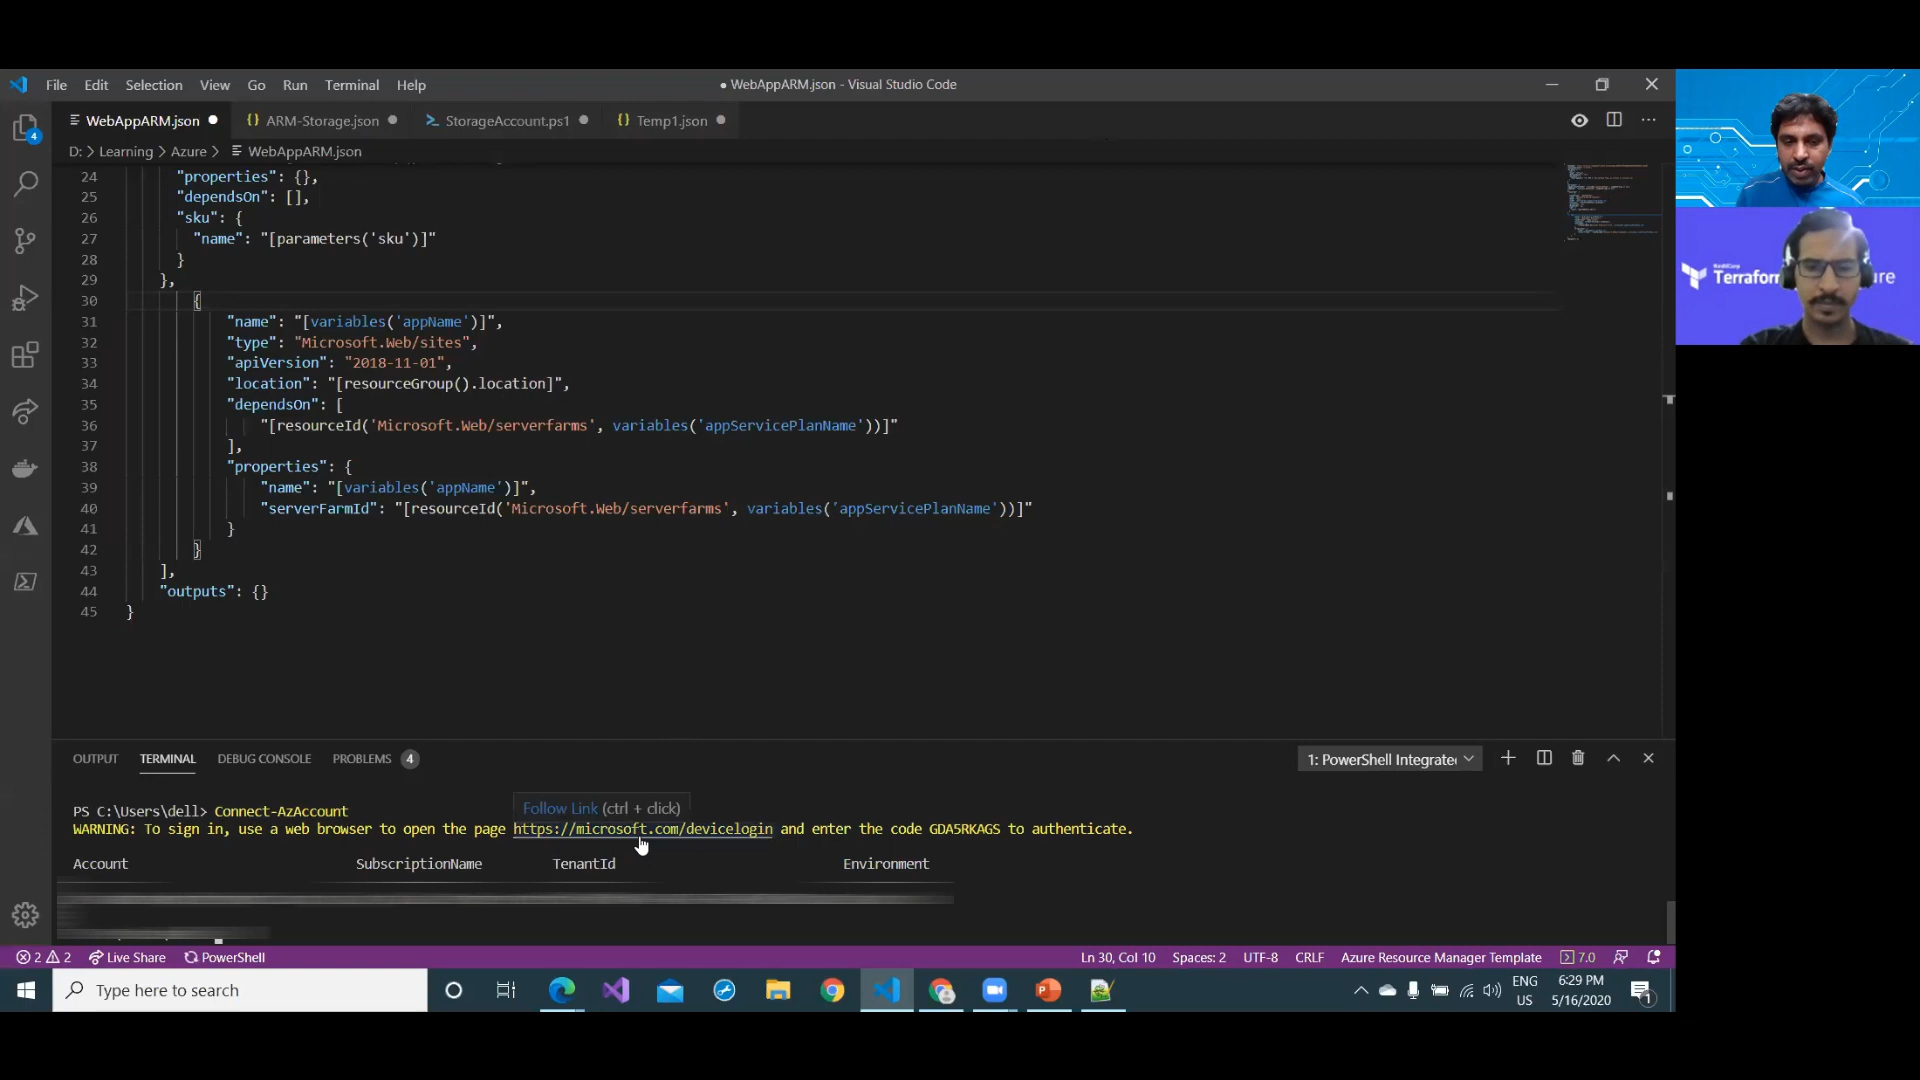 File Edit Selection View Go Run Terminal Help
● WebAppARM.json - Visual Studio Code
WebAppARM.json
{} ARM-Storage.json
StorageAccount.ps1
{} Temp1.json
D: > Learning > Azure > WebAppARM.json
24 "properties": {},
25 "dependsOn": [],
26 "sku": {
27 "name": "[parameters('sku')]"
28 }
29 },
30 {
31 "name": "[variables('appName')]",
32 "type": "Microsoft.Web/sites",
33 "apiVersion": "2018-11-01",
34 "location": "[resourceGroup().location]",
35 "dependsOn": [
36 "[resourceId('Microsoft.Web/serverfarms', variables('appServicePlanName'))]"
37 ],
38 "properties": {
39 "name": "[variables('appName')]",
40 "serverFarmId": "[resourceId('Microsoft.Web/serverfarms', variables('appServicePlanName'))]"
41 }
42 }
43 ],
44 "outputs": {}
45 }
4
OUTPUT TERMINAL DEBUG CONSOLE PROBLEMS 4
1: PowerShell Integrate
PS C:\Users\dell> Connect-AzAccount
Follow Link (ctrl + click)
WARNING: To sign in, use a web browser to open the page https://microsoft.com/devicelogin and enter the code GDA5RKAGS to authenticate.
Account SubscriptionName TenantId Environment
2 2 Live Share PowerShell
Ln 30, Col 10 Spaces: 2 UTF-8 CRLF Azure Resource Manager Template 7.0
Type here to search
ENG
US
6:29 PM
5/16/2020
1
HashiCorp
Terraform
ure